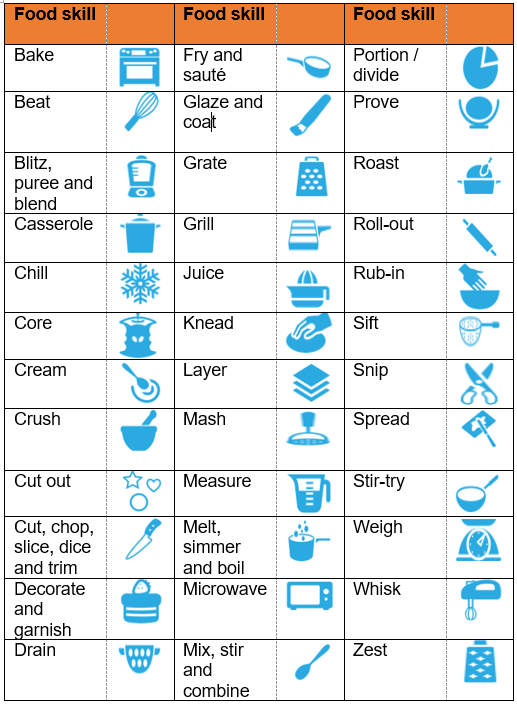 Food skill Food skill Food skill
Bake Fry and Portion /
sauté divide
Beat Glaze and Prove
coat
Blitz, Grate Roast
puree and
blend
Casserole Grill Roll-out
Chill Juice Rub-in
Core Knead Sift
Cream Layer Snip
Crush Mash Spread
Cut out Measure Stir-try
Cut, chop, Melt, Weigh
slice, dice simmer
and trim and boil
Decorate Microwave Whisk
and
garnish
Drain Mix, stir Zest
and
combine